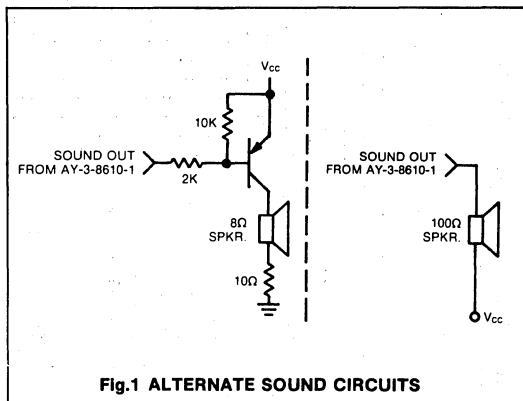 Vcc
10K
SOUND OUT
FROM AY-3-8610-1
2K
8Ω
SPKR.
10Ω
SOUND OUT
FROM AY-3-8610-1
100Ω
SPKR.
Vcc
Fig.1 ALTERNATE SOUND CIRCUITS